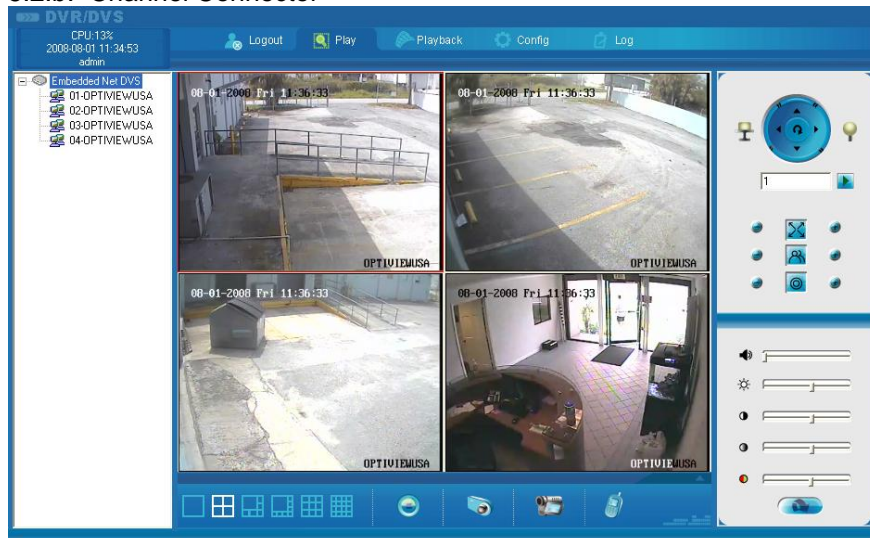 DVR/DVS
CPU:13%
2008-08-01 11:34:53
admin
Logout
Play
Playback
Config
Log
Embedded Net DVS
01-OPTIVIEWUSA
02-OPTIVIEWUSA
03-OPTIVIEWUSA
04-OPTIVIEWUSA
08-01-2008 Fri 11:36:33
OPTIVIEWUSA
08-01-2008 Fri 11:36:33
08-01-2008 Fri 11:36:33
OPTIVIEWUSA
08-01-2008 Fri 11:36:33
OPTIVIEWUSA
1